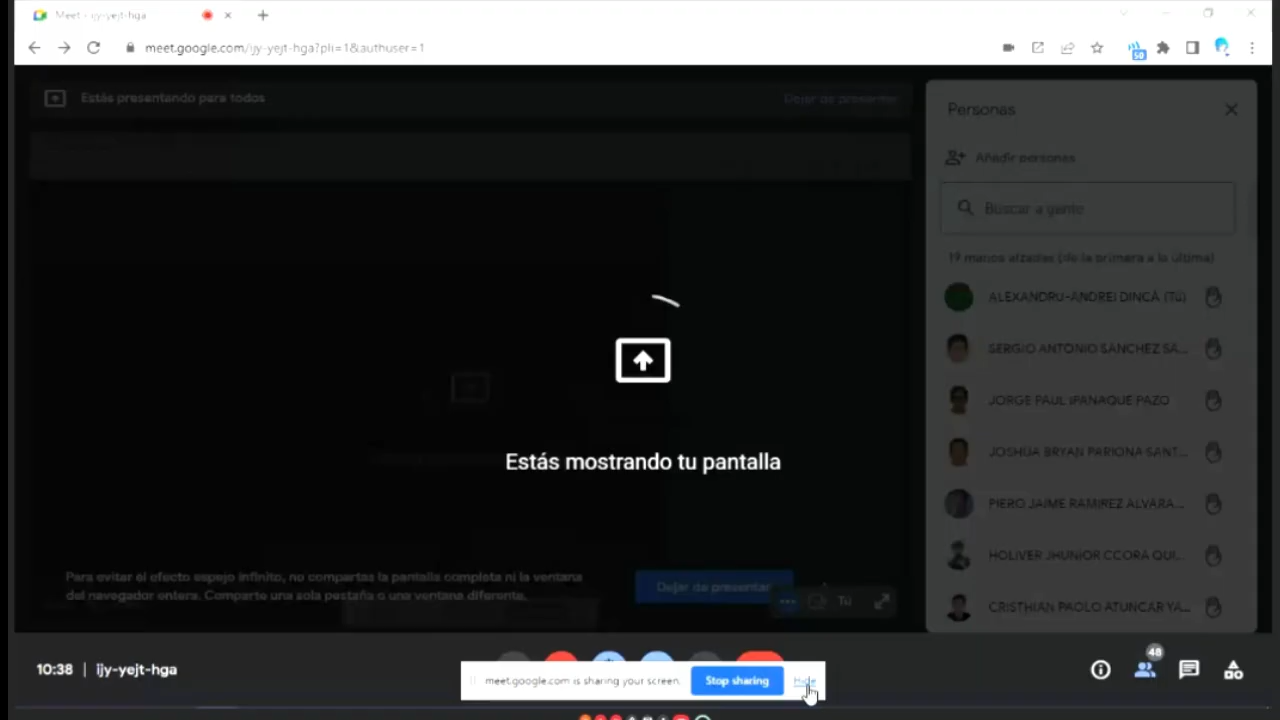 Meet - ijy-yejt-hga
meet.google.com/ijy-yejt-hga?pli=1&authuser=1
50
Estás presentando para todos
Dejar de presentar
Personas
Añadir personas
Buscar a gente
19 manos alzadas (de la primera a la última)
ALEXANDRU-ANDREI DINCĂ (Tú)
SERGIO ANTONIO SANCHEZ SA...
JORGE PAUL IPANAQUE PAZO
JOSHUA BRYAN PARIONA SANT...
PIERO JAIME RAMIREZ ALVARA...
HOLIVER JHUNIOR CCORA QUI...
CRISTHIAN PAOLO ATUNCAR YA...
Estás mostrando tu pantalla
Para evitar el efecto espejo infinito, no compartas la pantalla completa ni la ventana
del navegador entera. Comparte una sola pestaña o una ventana diferente.
Dejar de presentar
Tú
10:38 | ijy-yejt-hga
meet.google.com is sharing your screen.
Stop sharing
Hide
48